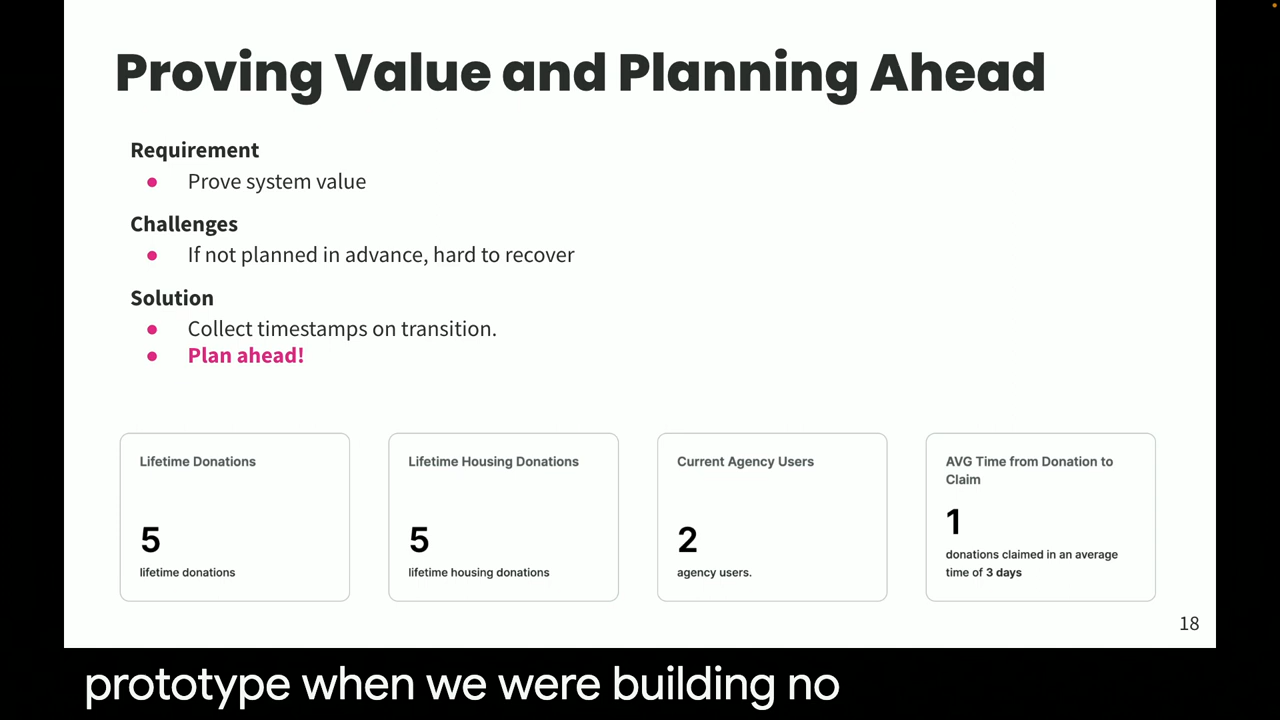 Proving Value and Planning Ahead
Requirement
● Prove system value
Challenges
● If not planned in advance, hard to recover
Solution
● Collect timestamps on transition.
● Plan ahead!
Lifetime Donations
5
lifetime donations
Lifetime Housing Donations
5
lifetime housing donations
Current Agency Users
2
agency users.
AVG Time from Donation to
Claim
1
donations claimed in an average
time of 3 days
18
prototype when we were building no